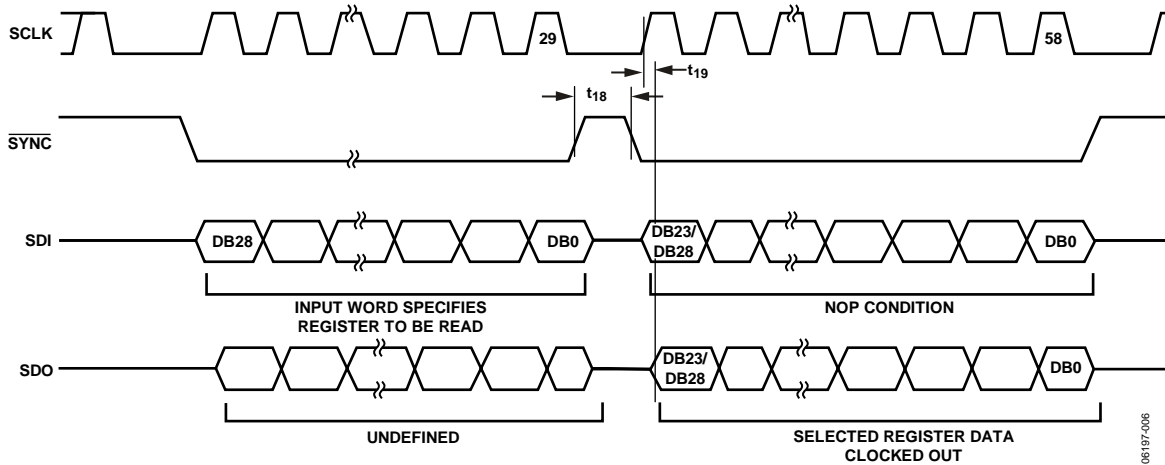 SCLK
29
58
t19
t18
SYNC
SDI
DB28
DB0
DB23/
DB28
DB0
INPUT WORD SPECIFIES
REGISTER TO BE READ
NOP CONDITION
SDO
DB23/
DB28
DB0
UNDEFINED
SELECTED REGISTER DATA
CLOCKED OUT
06197-006